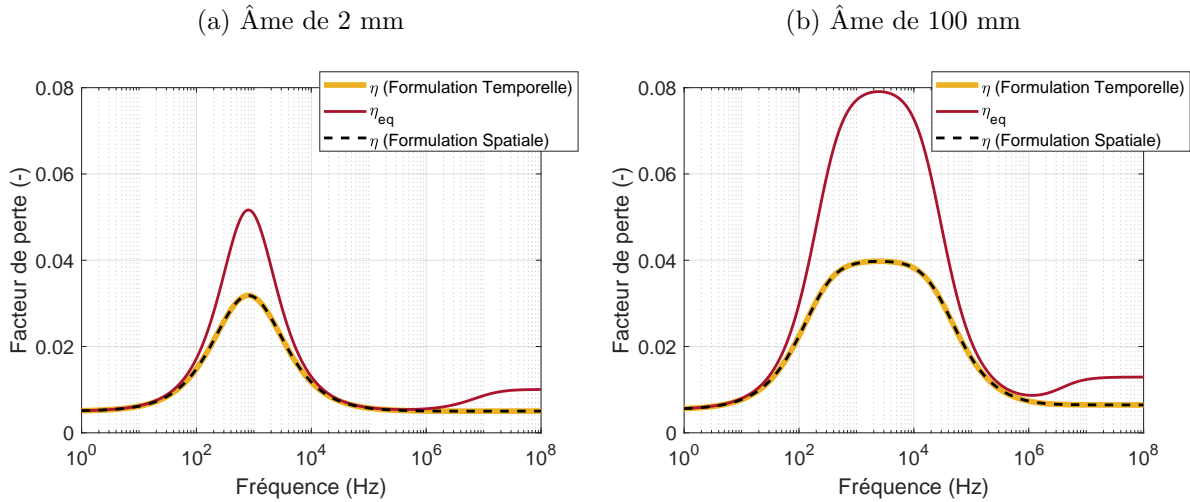 (a) Âme de 2 mm
η (Formulation Temporelle)
η_eq
η (Formulation Spatiale)
0.08
0.06
0.04
0.02
0
Facteur de perte (-)
10^0 10^2 10^4 10^6 10^8
Fréquence (Hz)
(b) Âme de 100 mm
η (Formulation Temporelle)
η_eq
η (Formulation Spatiale)
0.08
0.06
0.04
0.02
0
Facteur de perte (-)
10^0 10^2 10^4 10^6 10^8
Fréquence (Hz)